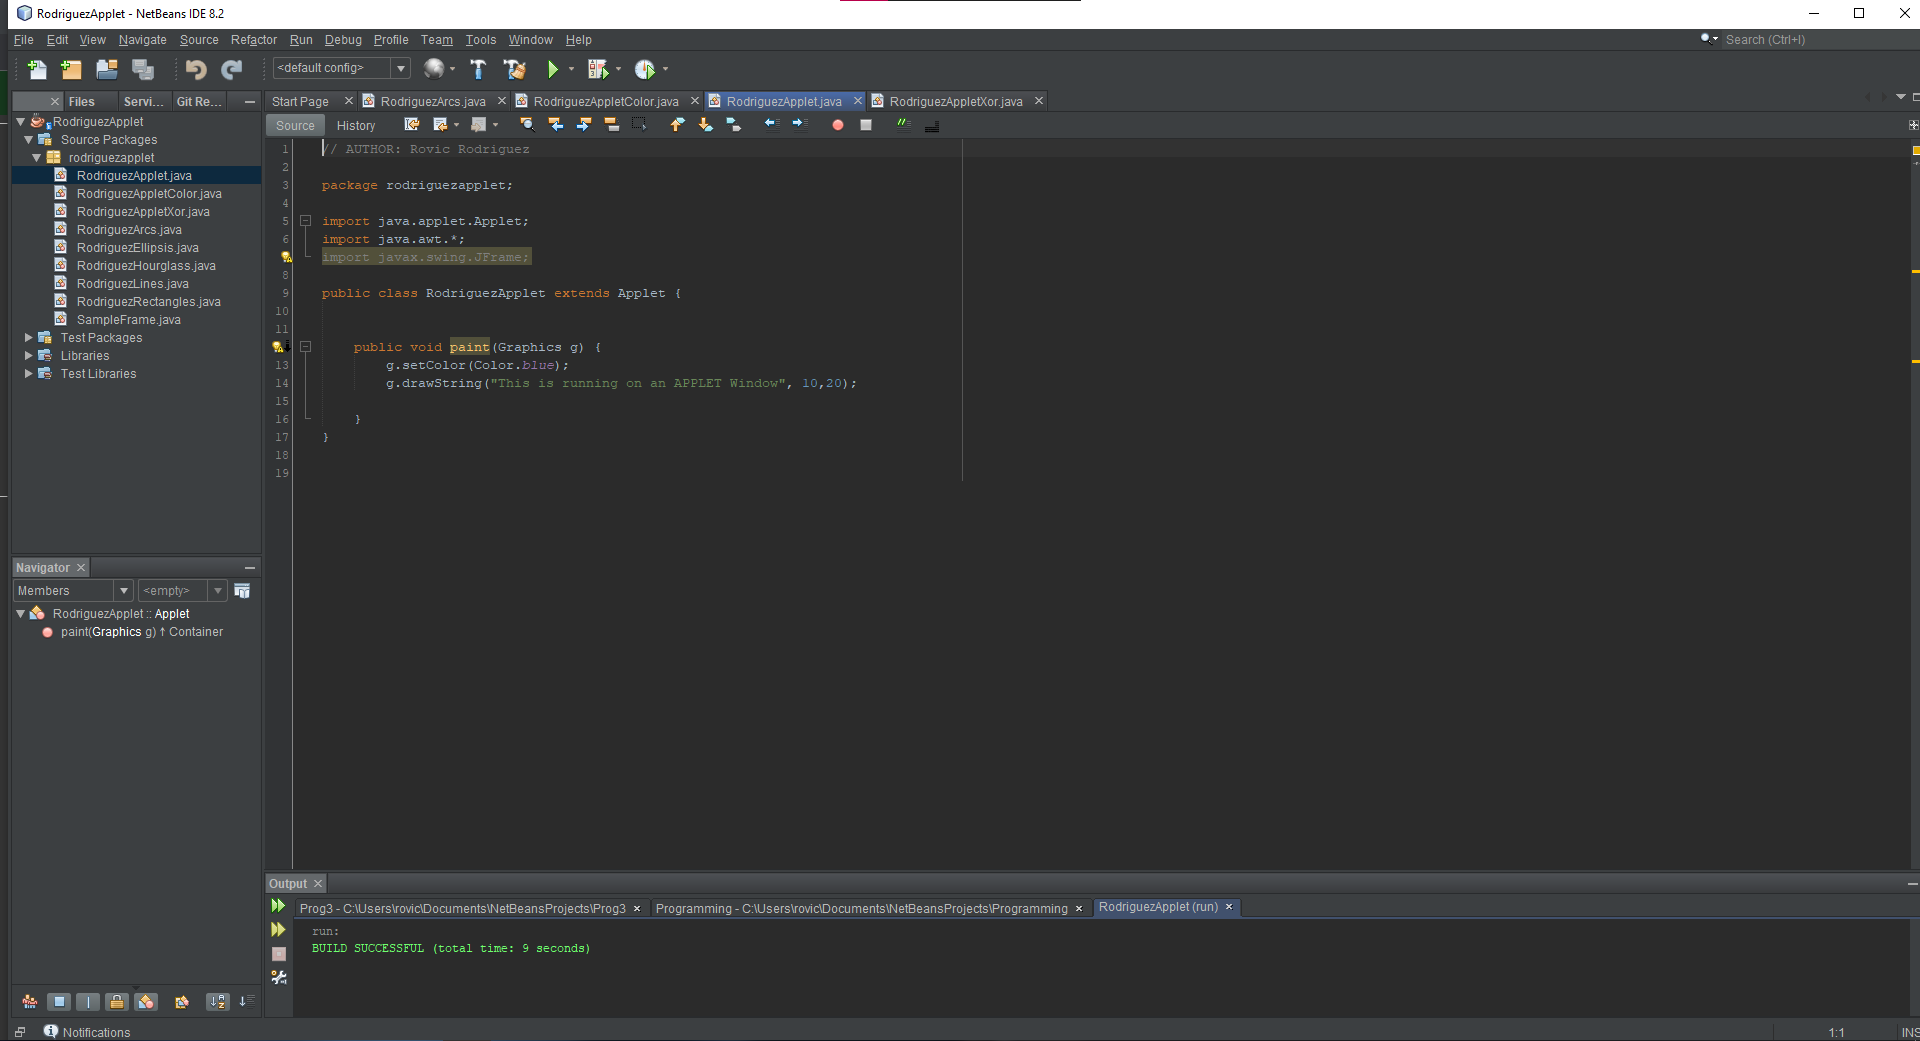 RodriguezApplet - NetBeans IDE 8.2
File Edit View Navigate Source Refactor Run Debug Profile Team Tools Window Help
Search (Ctrl+I)
<default config>
Files Servi... Git Re...
Start Page RodriguezArcs.java RodriguezAppletColor.java RodriguezApplet.java RodriguezAppletXor.java
Source History
RodriguezApplet
Source Packages
rodriguezapplet
RodriguezApplet.java
RodriguezAppletColor.java
RodriguezAppletXor.java
RodriguezArcs.java
RodriguezEllipsis.java
RodriguezHourglass.java
RodriguezLines.java
RodriguezRectangles.java
SampleFrame.java
Test Packages
Libraries
Test Libraries
1 // AUTHOR: Rovic Rodriguez
2
3 package rodriguezapplet;
4
5 import java.applet.Applet;
6 import java.awt.*;
import javax.swing.JFrame;
8
9 public class RodriguezApplet extends Applet {
10
11
public void paint(Graphics g) {
13 g.setColor(Color.blue);
14 g.drawString("This is running on an APPLET Window", 10,20);
15
16 }
17 }
18
19
Navigator
Members <empty>
RodriguezApplet :: Applet
paint(Graphics g) ↑ Container
Output
Prog3 - C:\Users\rovic\Documents\NetBeansProjects\Prog3 Programming - C:\Users\rovic\Documents\NetBeansProjects\Programming RodriguezApplet (run)
run:
BUILD SUCCESSFUL (total time: 9 seconds)
Notifications
1:1 INS